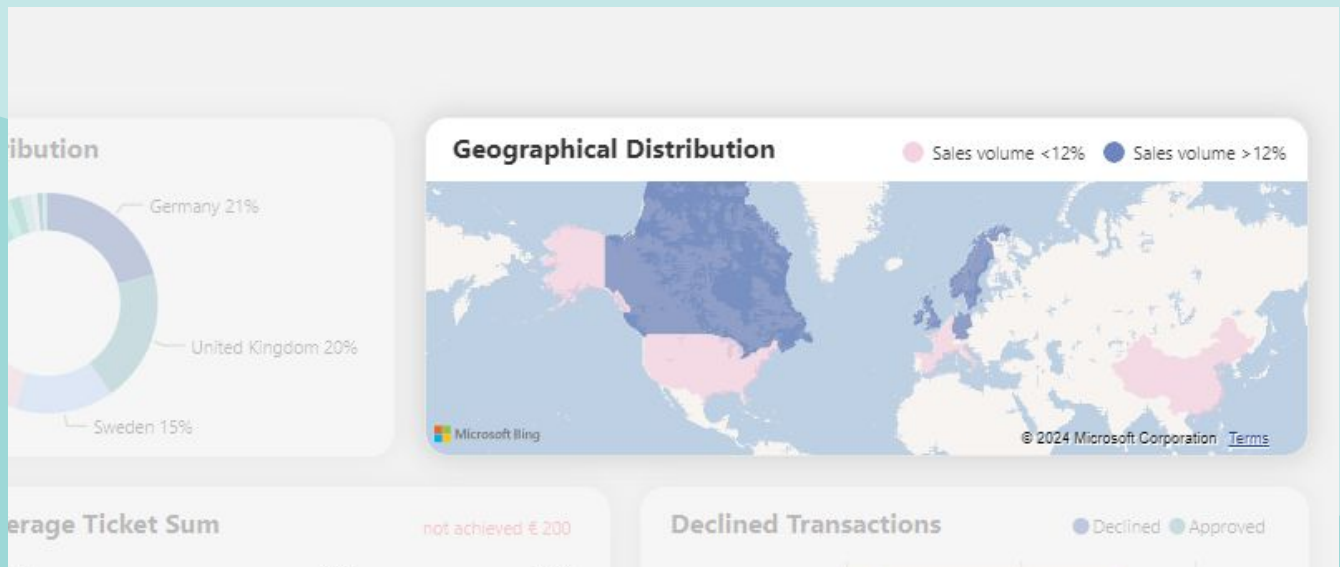 ribution
Geographical Distribution
Sales volume <12%
Sales volume >12%
Germany 21%
United Kingdom 20%
Sweden 15%
Microsoft Bing
© 2024 Microsoft Corporation Terms
erage Ticket Sum
not achieved € 200
Declined Transactions
Declined
Approved